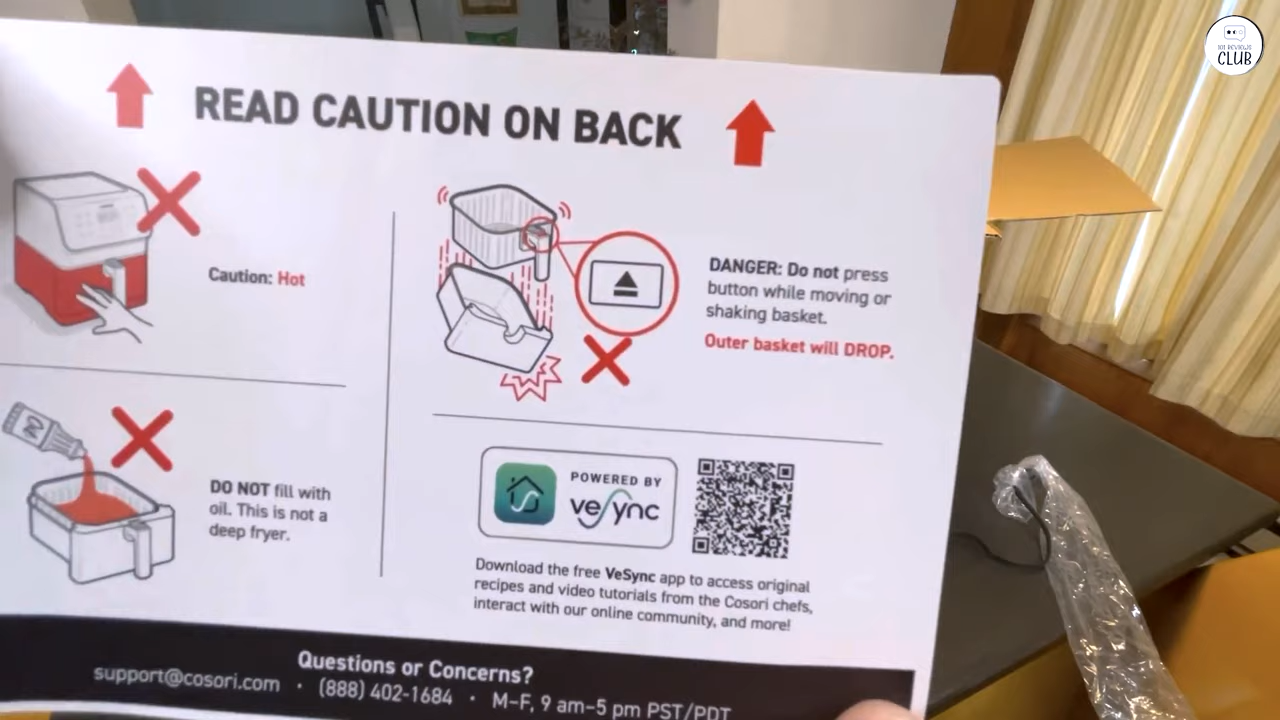 101 REVIEWS
CLUB
READ CAUTION ON BACK
Caution: Hot
DANGER: Do not press
button while moving or
shaking basket.
Outer basket will DROP.
DO NOT fill with
oil. This is not a
deep fryer.
POWERED BY
vesync
Download the free VeSync app to access original
recipes and video tutorials from the Cosori chefs,
interact with our online community, and more!
Questions or Concerns?
support@cosori.com · (888) 402-1684 · M–F, 9 am–5 pm PST/PDT